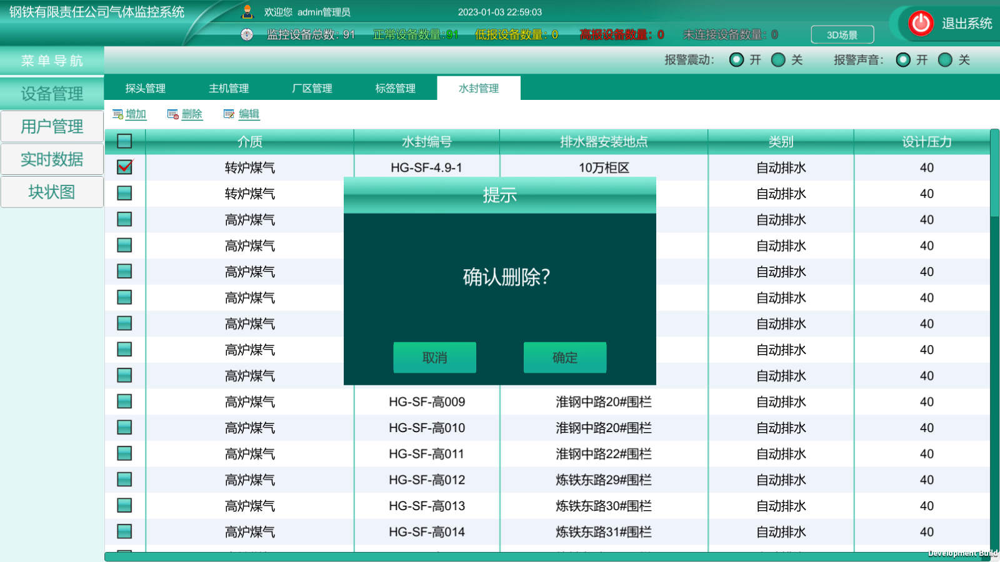 钢铁有限责任公司气体监控系统
欢迎您 admin管理员
2023-01-03 22:59:03
监控设备总数：91 正常设备数量:91 低报设备数量：0 高报设备数量：0 未连接设备数量：0
3D场景
退出系统
菜单导航
报警震动： 开 关 报警声音： 开 关
设备管理
用户管理
实时数据
块状图
探头管理 主机管理 厂区管理 标签管理 水封管理
增加 删除 编辑
介质 水封编号 排水器安装地点 类别 设计压力
转炉煤气 HG-SF-4.9-1 10万柜区 自动排水 40
转炉煤气 自动排水 40
高炉煤气 自动排水 40
高炉煤气 自动排水 40
高炉煤气 自动排水 40
高炉煤气 自动排水 40
高炉煤气 自动排水 40
高炉煤气 自动排水 40
高炉煤气 自动排水 40
高炉煤气 HG-SF-高009 淮钢中路20#围栏 自动排水 40
高炉煤气 HG-SF-高010 淮钢中路20#围栏 自动排水 40
高炉煤气 HG-SF-高011 淮钢中路22#围栏 自动排水 40
高炉煤气 HG-SF-高012 炼铁东路29#围栏 自动排水 40
高炉煤气 HG-SF-高013 炼铁东路30#围栏 自动排水 40
高炉煤气 HG-SF-高014 炼铁东路31#围栏 自动排水 40
提示
确认删除？
取消 确定
Development Build